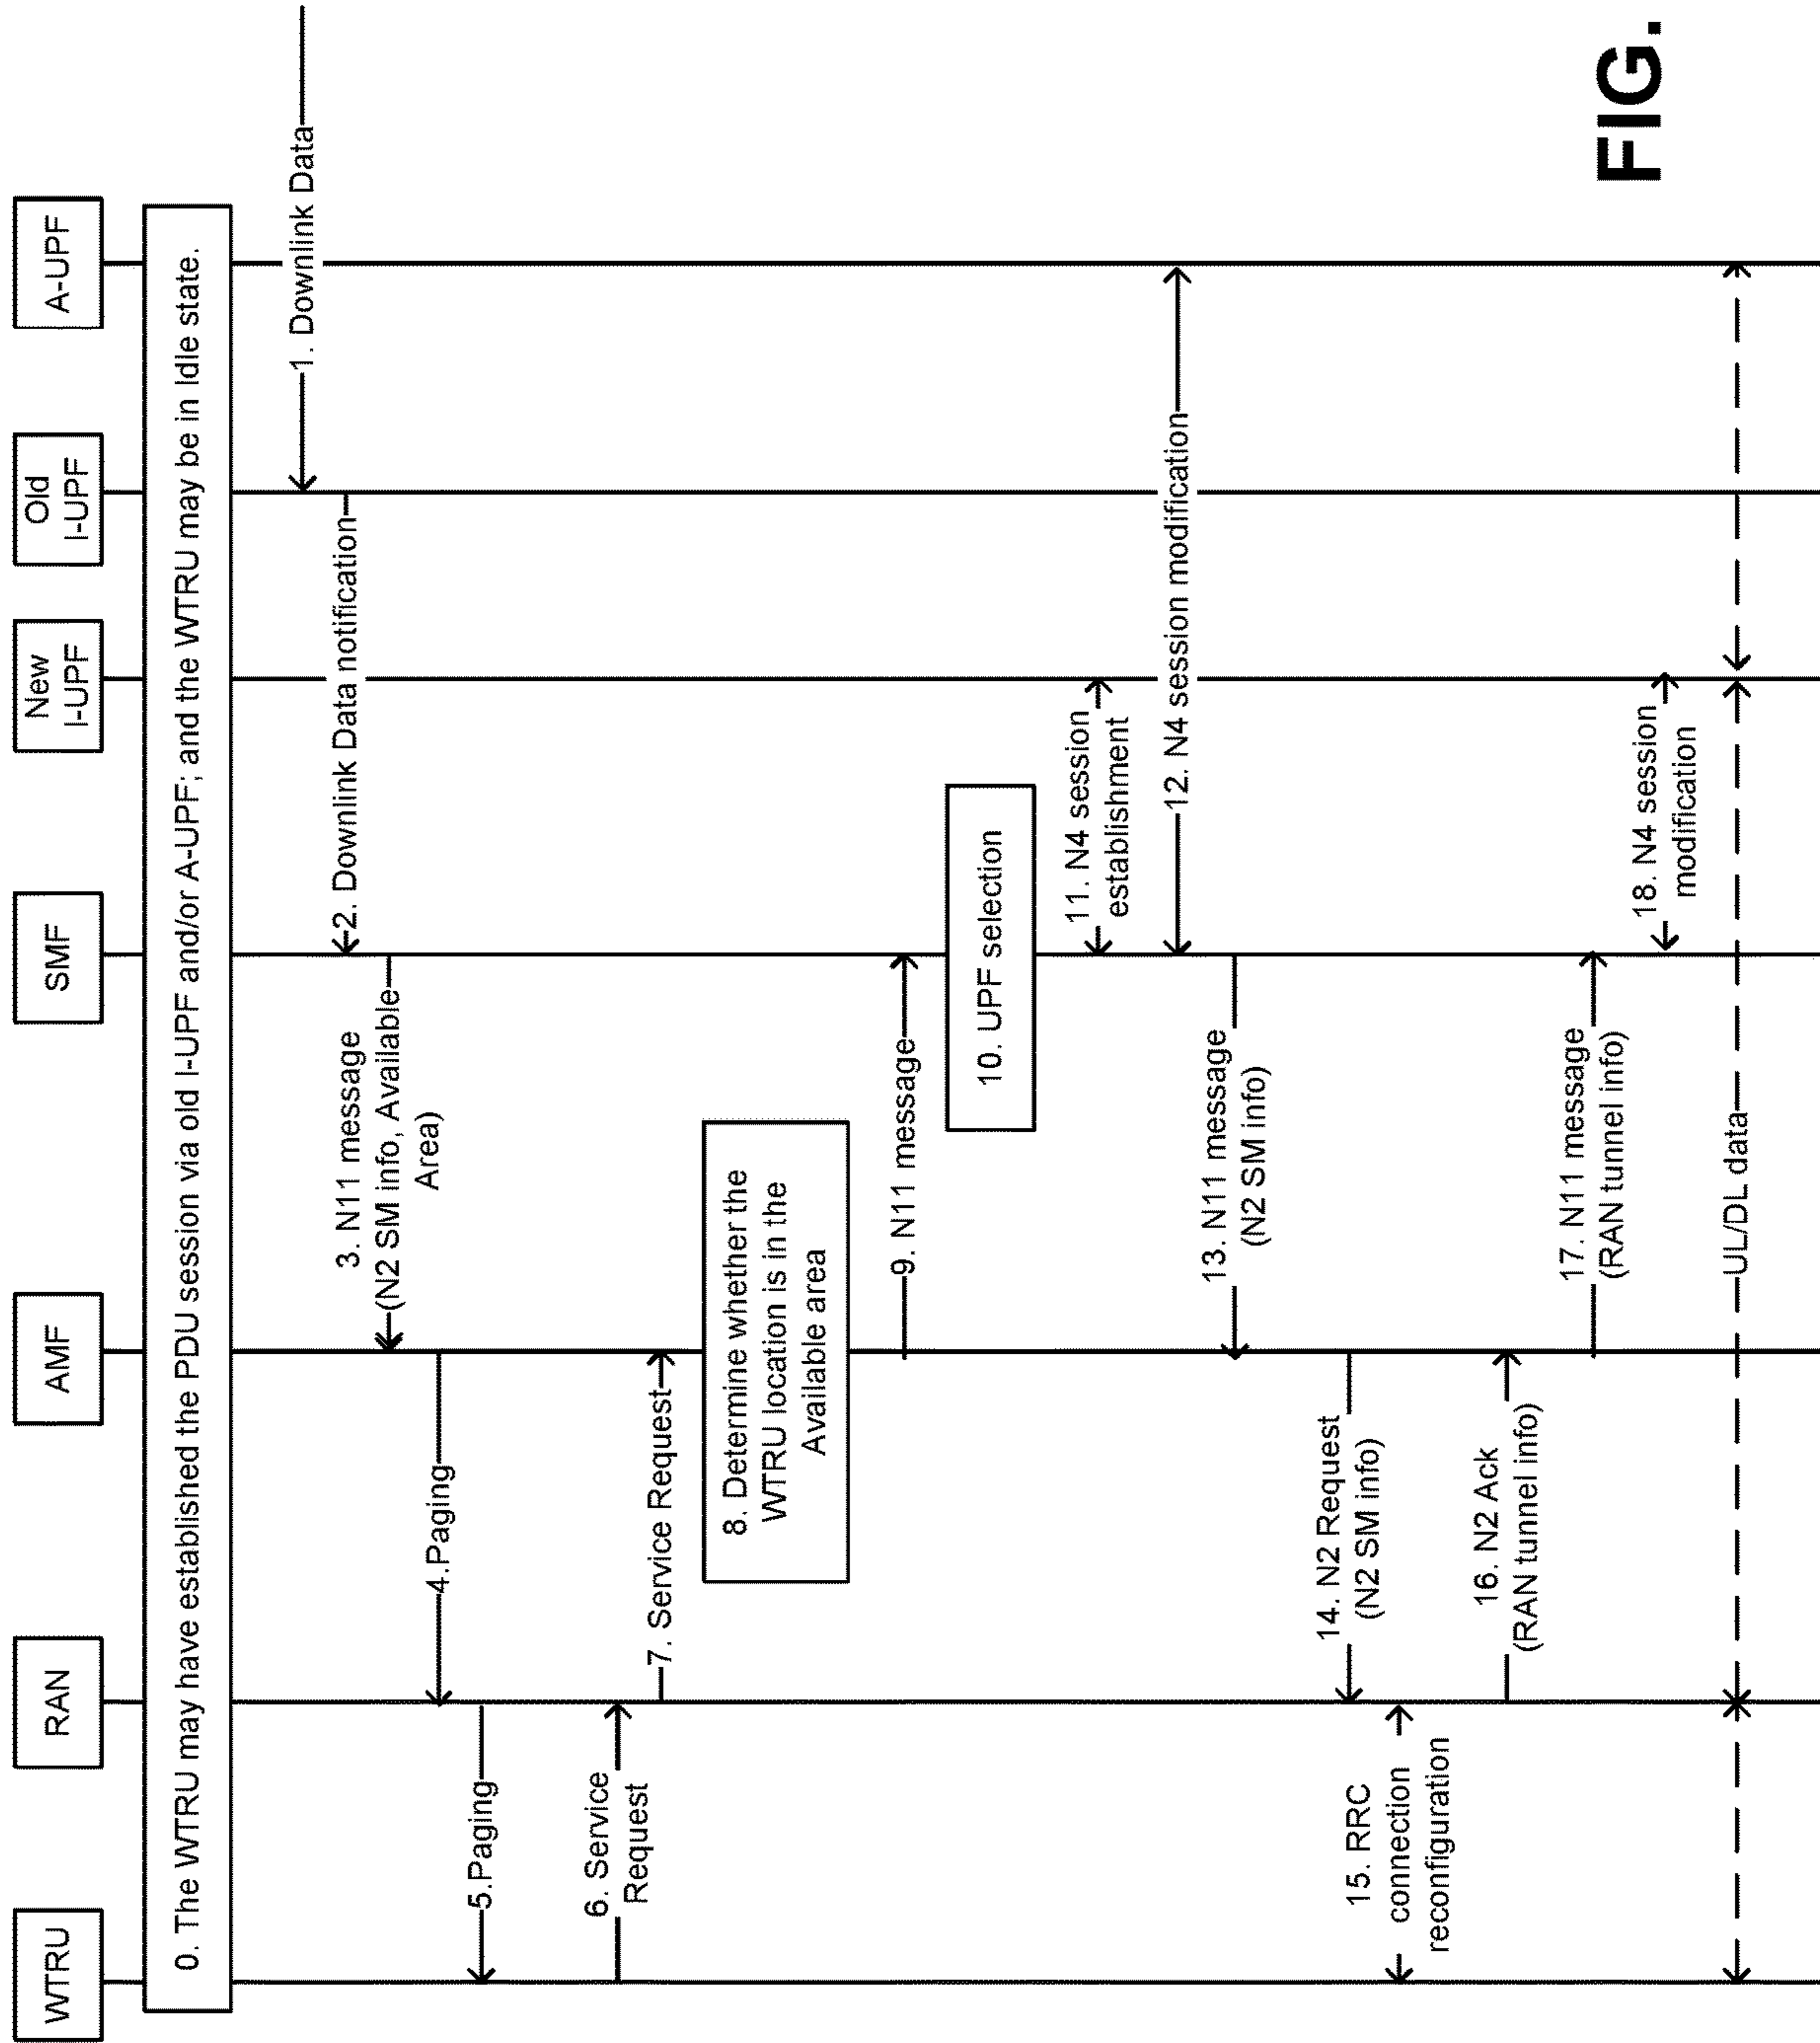 WTRU
RAN
AMF
SMF
New
I-UPF
Old
I-UPF
A-UPF
0. The WTRU may have established the PDU session via old I-UPF and/or A-UPF; and the WTRU may be in Idle state.
1. Downlink Data
2. Downlink Data notification
3. N11 message
(N2 SM info, Available
Area)
4.Paging
5.Paging
6. Service
Request
7. Service Request
8. Determine whether the
WTRU location is in the
Available area
9. N11 message
10. UPF selection
11. N4 session
establishment
12. N4 session modification
13. N11 message
(N2 SM info)
14. N2 Request
(N2 SM info)
15. RRC
connection
reconfiguration
16. N2 Ack
(RAN tunnel info)
17. N11 message
(RAN tunnel info)
18. N4 session
modification
UL/DL data
FIG.